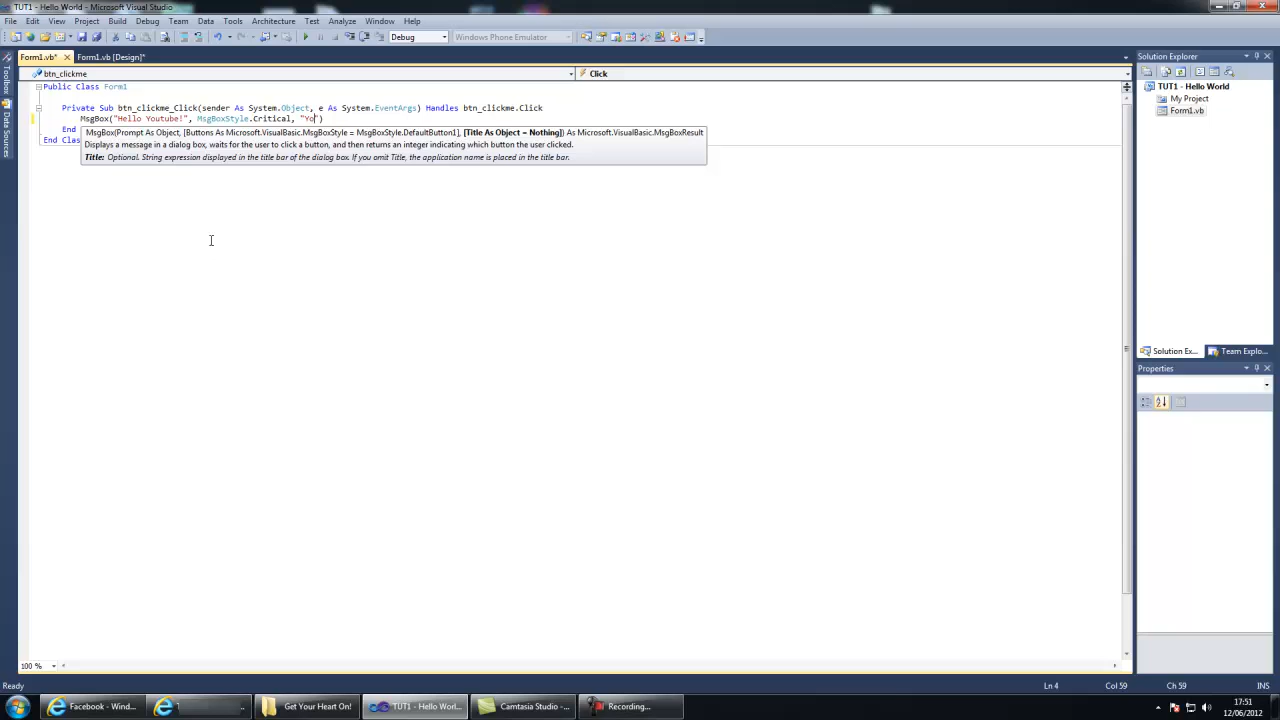 TUT1 - Hello World - Microsoft Visual Studio
File Edit View Project Build Debug Team Data Tools Architecture Test Analyze Window Help
Debug Windows Phone Emulator
Form1.vb* Form1.vb [Design]*
btn_clickme Click
Public Class Form1
Private Sub btn_clickme_Click(sender As System.Object, e As System.EventArgs) Handles btn_clickme.Click
MsgBox("Hello Youtube!", MsgBoxStyle.Critical, "Yo")
End
MsgBox(Prompt As Object, [Buttons As Microsoft.VisualBasic.MsgBoxStyle = MsgBoxStyle.DefaultButton1], [Title As Object = Nothing]) As Microsoft.VisualBasic.MsgBoxResult
End Clas
Displays a message in a dialog box, waits for the user to click a button, and then returns an integer indicating which button the user clicked.
Title: Optional. String expression displayed in the title bar of the dialog box. If you omit Title, the application name is placed in the title bar.
Toolbox
Data Sources
Solution Explorer
TUT1 - Hello World
My Project
Form1.vb
Solution Ex... Team Explo...
Properties
100 %
Ready Ln 4 Col 59 Ch 59 INS
Facebook - Wind... Get Your Heart On! TUT1 - Hello Worl... Camtasia Studio -... Recording...
17:51
12/06/2012